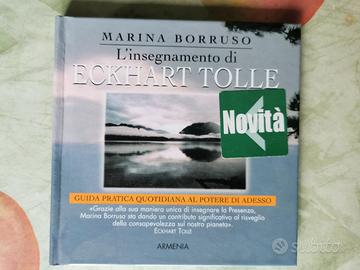 MARINA BORRUSO
L'insegnamento di
ECKHART TOLLE
Novità
GUIDA PRATICA QUOTIDIANA AL POTERE DI ADESSO
«Grazie alla sua maniera unica di insegnare la Presenza,
Marina Borruso sta dando un contributo significativo al risveglio
della consapevolezza sul nostro pianeta».
ECKHART TOLLE
ARMENIA
subito